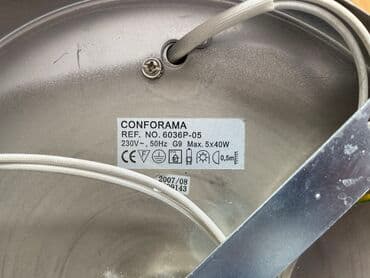 CONFORAMA
REF. NO. 6036P-05
230V~, 50Hz G9 Max. 5x40W
CE F 0,5m
2007/08